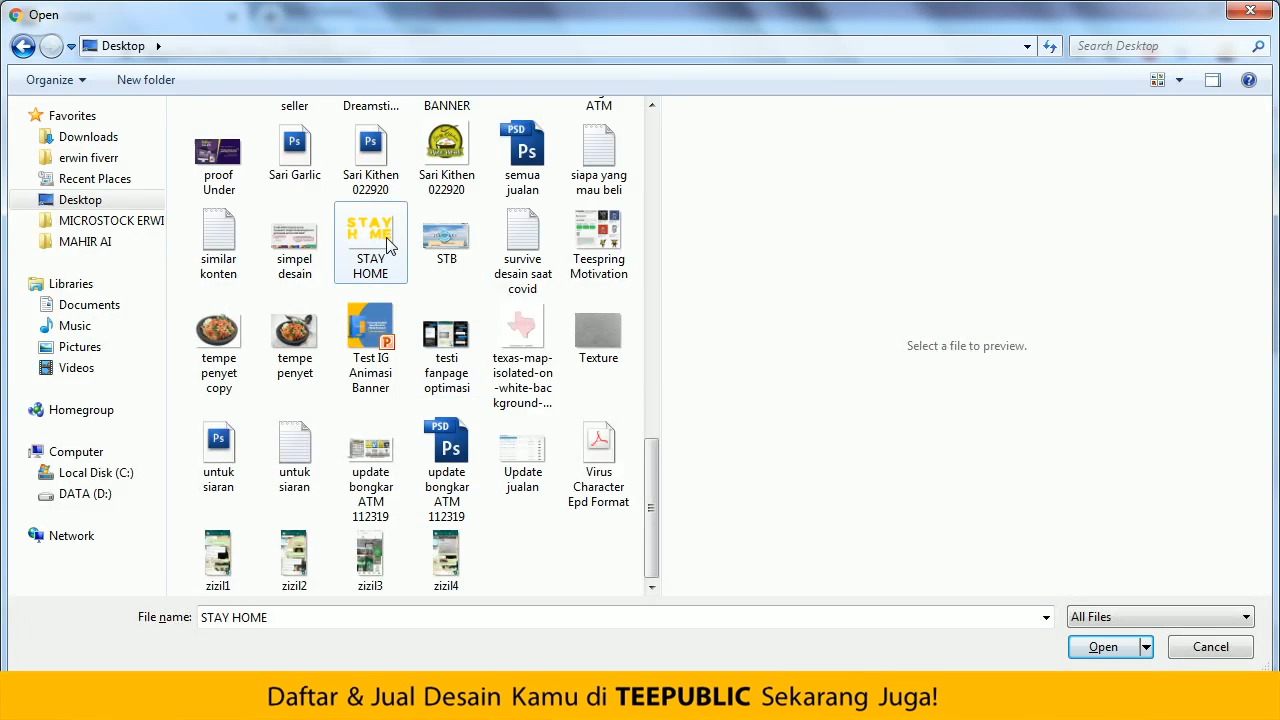 Open
Desktop
Search Desktop
Organize
New folder
Favorites
Downloads
erwin fiverr
Recent Places
Desktop
MICROSTOCK ERWI
MAHIR AI
Libraries
Documents
Music
Pictures
Videos
Homegroup
Computer
Local Disk (C:)
DATA (D:)
Network
seller
Dreamsti...
BANNER
ATM
proof
Under
Sari Garlic
Sari Kithen
022920
Sari Kithen
022920
semua
jualan
siapa yang
mau beli
similar
konten
simpel
desain
STAY
HOME
STB
survive
desain saat
covid
Teespring
Motivation
tempe
penyet
copy
tempe
penyet
Test IG
Animasi
Banner
testi
fanpage
optimasi
texas-map-
isolated-on
-white-bac
kground-...
Texture
untuk
siaran
untuk
siaran
update
bongkar
ATM
112319
update
bongkar
ATM
112319
Update
jualan
Virus
Character
Epd Format
zizil1
zizil2
zizil3
zizil4
Select a file to preview.
File name:
STAY HOME
All Files
Open
Cancel
Daftar & Jual Desain Kamu di TEEPUBLIC Sekarang Juga!